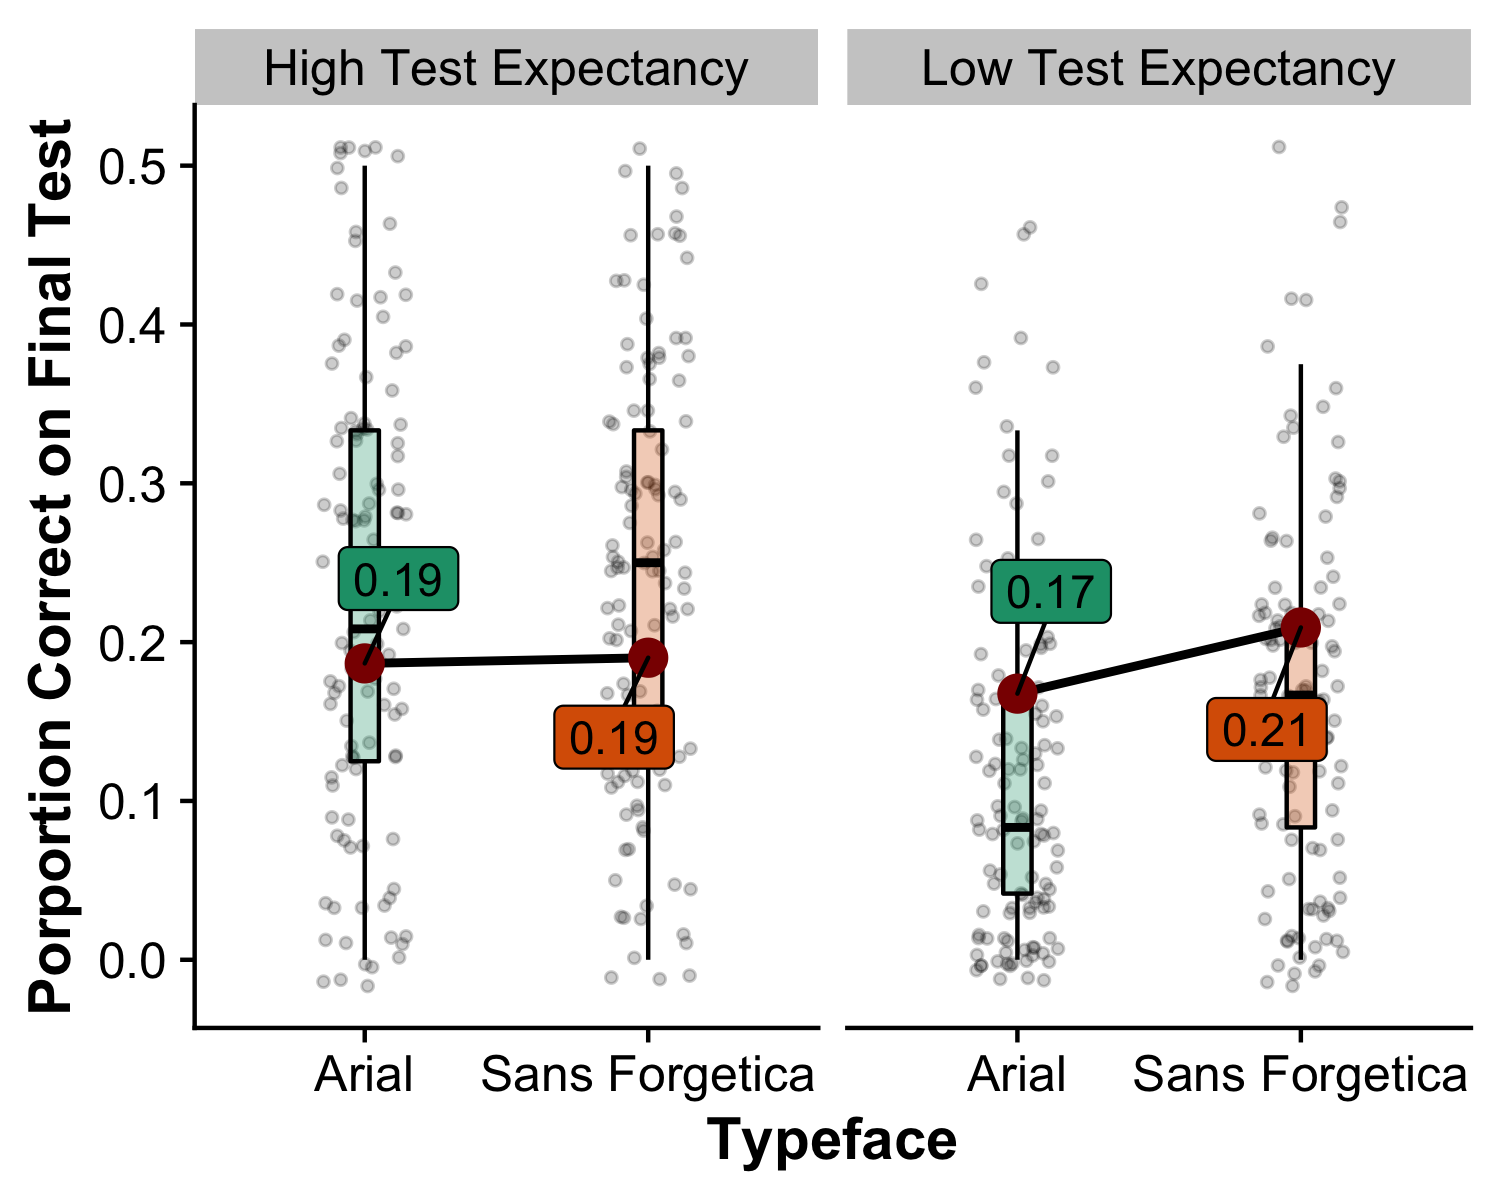 High Test Expectancy
Low Test Expectancy
Porportion Correct on Final Test
0.5
0.4
0.3
0.2
0.1
0.0
0.19
0.19
0.17
0.21
Arial
Sans Forgetica
Arial
Sans Forgetica
Typeface